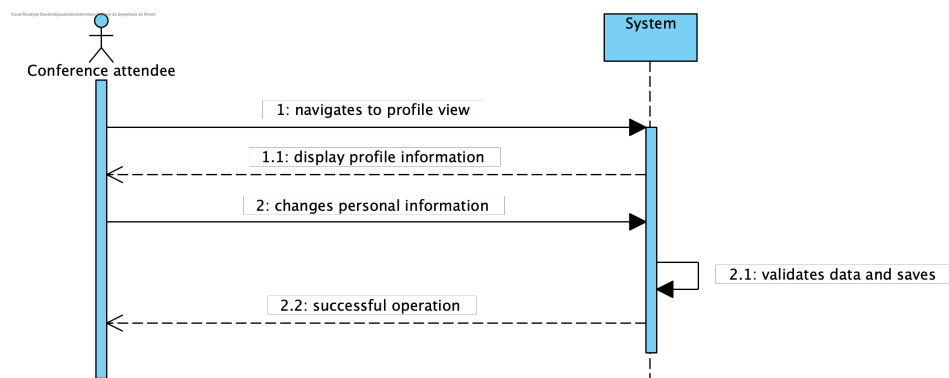 Conference attendee
System
1: navigates to profile view
1.1: display profile information
2: changes personal information
2.1: validates data and saves
2.2: successful operation